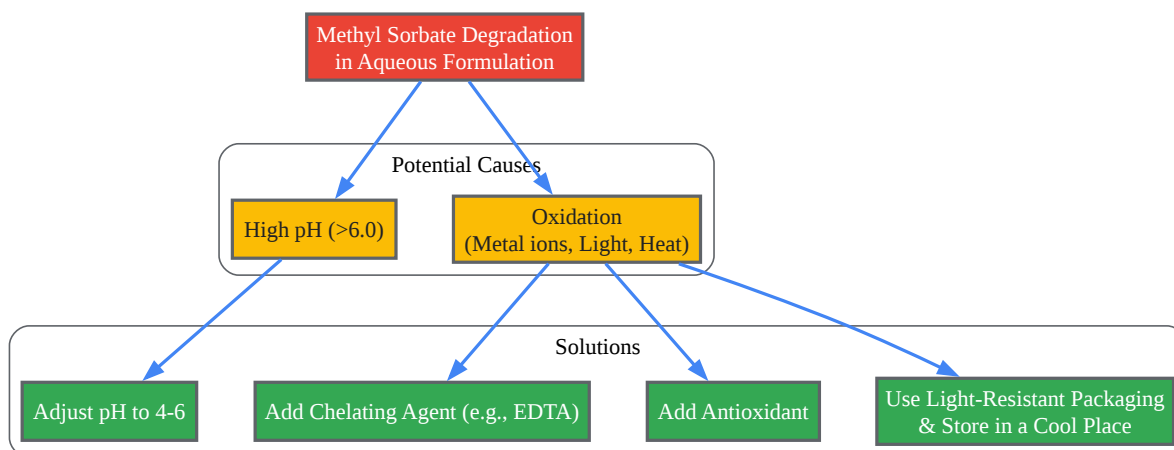 Methyl Sorbate Degradation
in Aqueous Formulation
Potential Causes
High pH (>6.0)
Oxidation
(Metal ions, Light, Heat)
Solutions
Adjust pH to 4-6
Add Chelating Agent (e.g., EDTA)
Add Antioxidant
Use Light-Resistant Packaging
& Store in a Cool Place